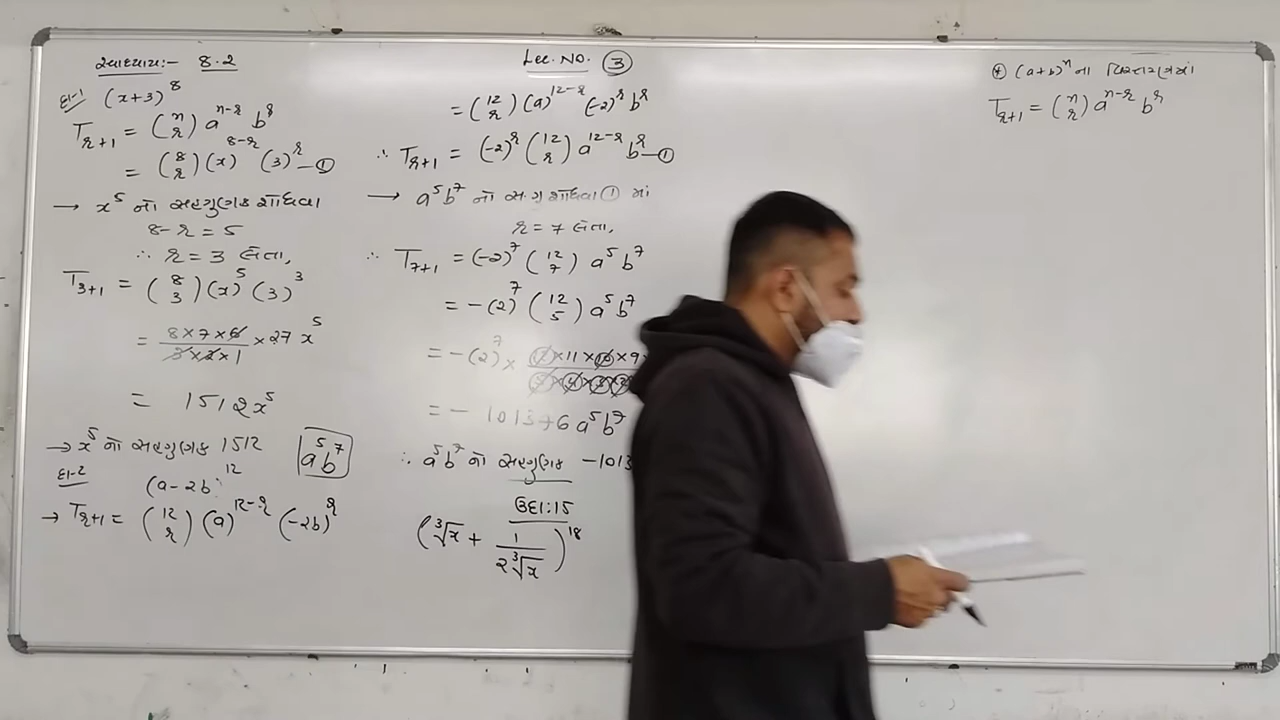 સ્વાધ્યાય:- 8.2
દા-1 (x+3)^8
T_{r+1} = (n r) a^{n-r} b^r
= (8 r) (x)^{8-r} (3)^r —①
→ x^5 નો સહગુણક શોધવા
8-r = 5
∴ r = 3 લેતા,
T_{3+1} = (8 3) (x)^5 (3)^3
= 8×7×6/3×2×1 × 27 x^5
= 1512x^5
→ x^5 નો સહગુણક 1512
a^5 b^7
દા-2 (a-2b)^12
→ T_{r+1} = (12 r) (a)^{12-r} (-2b)^r
Lec. No. ③
= (12 r) (a)^{12-r} (-2)^r b^r
∴ T_{r+1} = (-2)^r (12 r) a^{12-r} b^r —①
→ a^5 b^7 નો સ.ગુ શોધવા ① માં
r = 7 લેતા,
∴ T_{7+1} = (-2)^7 (12 7) a^5 b^7
= -(2)^7 (12 5) a^5 b^7
= -(2)^7 ×
= - 101376 a^5 b^7
∴ a^5 b^7 નો સહગુણક -1013
ઉદા:15
(∛x + 1/2∛x)^18
* (a+b)^n ના વિસ્તરણમાં
T_{r+1} = (n r) a^{n-r} b^r